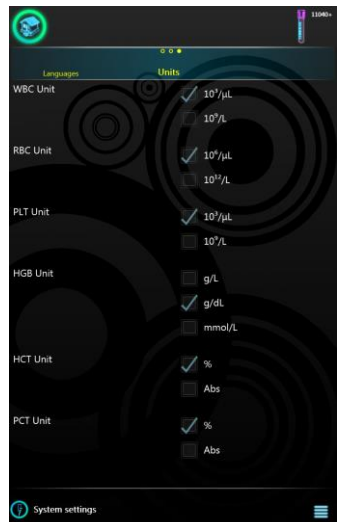 11040+
Languages Units
WBC Unit 10³/µL
10⁹/L
RBC Unit 10⁶/µL
10¹²/L
PLT Unit 10³/µL
10⁹/L
HGB Unit g/L
g/dL
mmol/L
HCT Unit %
Abs
PCT Unit %
Abs
System settings